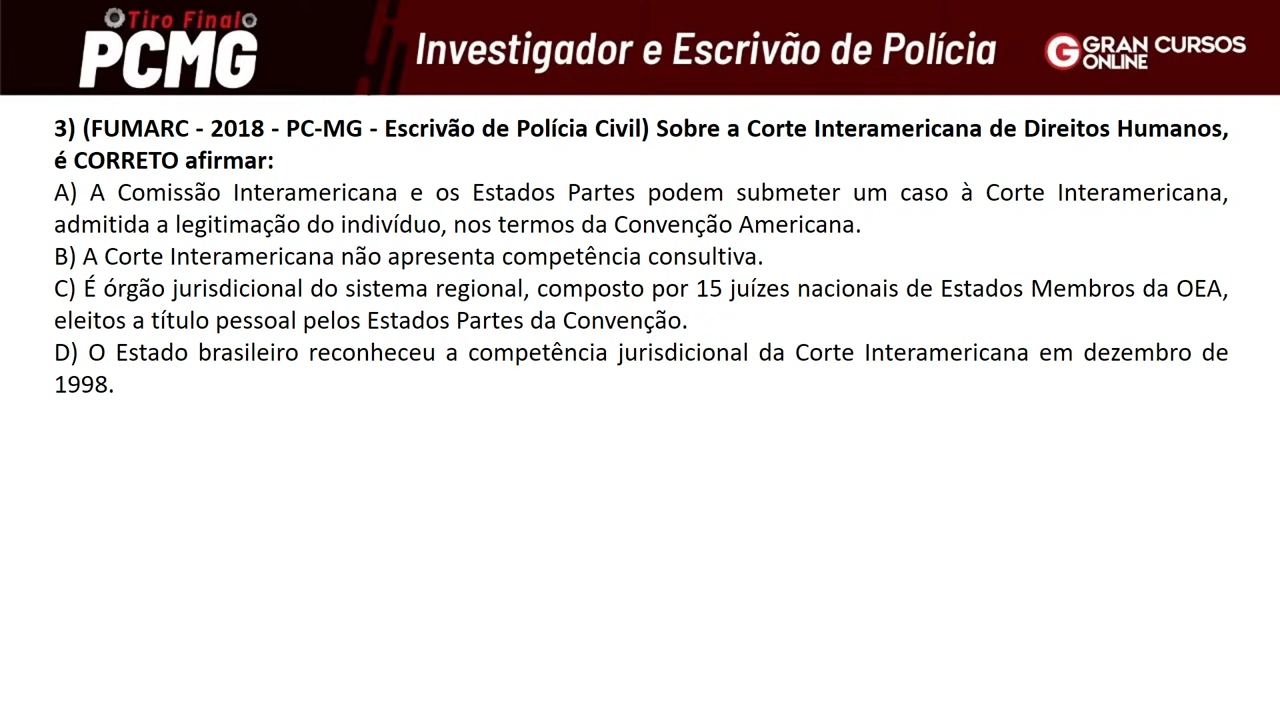 Tiro Final
PCMG
Investigador e Escrivão de Polícia
GRAN CURSOS
ONLINE
3) (FUMARC - 2018 - PC-MG - Escrivão de Polícia Civil) Sobre a Corte Interamericana de Direitos Humanos,
é CORRETO afirmar:
A) A Comissão Interamericana e os Estados Partes podem submeter um caso à Corte Interamericana,
admitida a legitimação do indivíduo, nos termos da Convenção Americana.
B) A Corte Interamericana não apresenta competência consultiva.
C) É órgão jurisdicional do sistema regional, composto por 15 juízes nacionais de Estados Membros da OEA,
eleitos a título pessoal pelos Estados Partes da Convenção.
D) O Estado brasileiro reconheceu a competência jurisdicional da Corte Interamericana em dezembro de
1998.